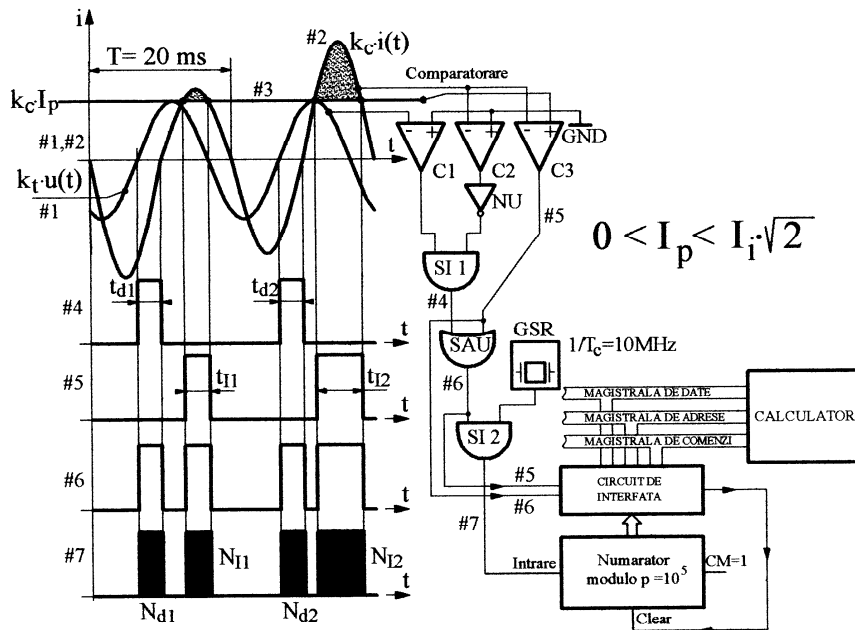 i
T= 20 ms
#2
k_c·i(t)
k_c·I_p
#3
Comparatoare
#1,#2
t
k_t·u(t)
#1
GND
C1
C2
C3
NU
#5
0 < I_p < I_i·√2
SI 1
#4
t_d1
t_d2
#4
t
SAU
GSR
1/T_c=10MHz
#5
t_I1
t_I2
t
#6
SI 2
MAGISTRALA DE DATE
MAGISTRALA DE ADRESE
MAGISTRALA DE COMENZI
CALCULATOR
#6
t
#5
#6
CIRCUIT DE
INTERFATA
#7
#7
N_I1
N_I2
t
N_d1
N_d2
Intrare
Numarator
modulo p =10^5
CM=1
Clear